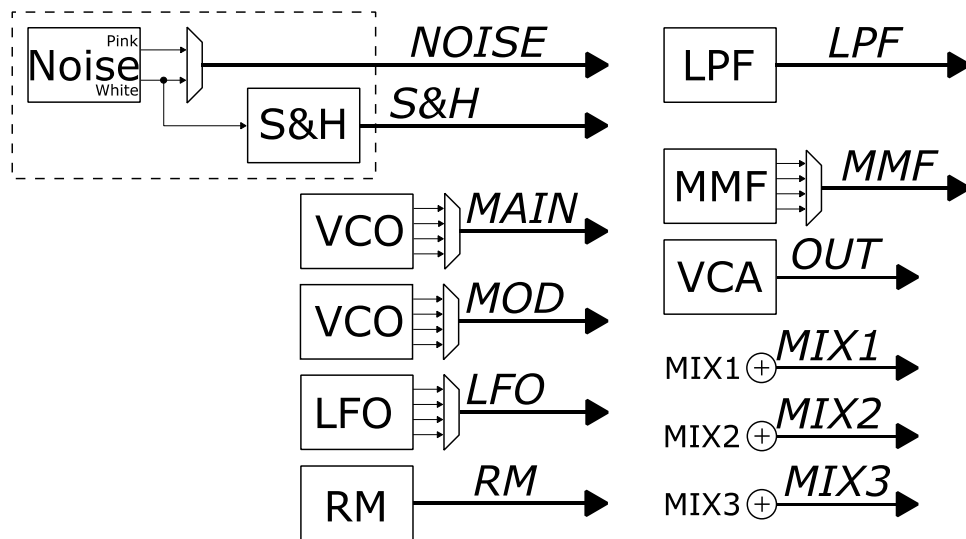 Pink
Noise
White
NOISE
S&H
S&H
VCO
MAIN
VCO
MOD
LFO
LFO
RM
RM
LPF
LPF
MMF
MMF
VCA
OUT
MIX1 + MIX1
MIX2 + MIX2
MIX3 + MIX3